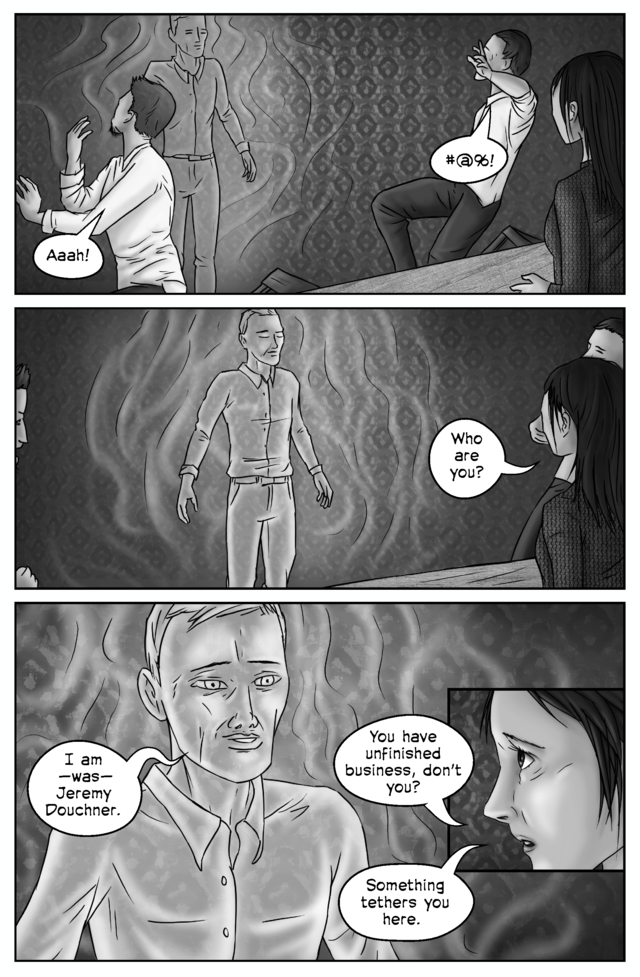 Aaah!
#@%!
Who
are
you?
I am
—was—
Jeremy
Douchner.
You have
unfinished
business, don't
you?
Something
tethers you
here.